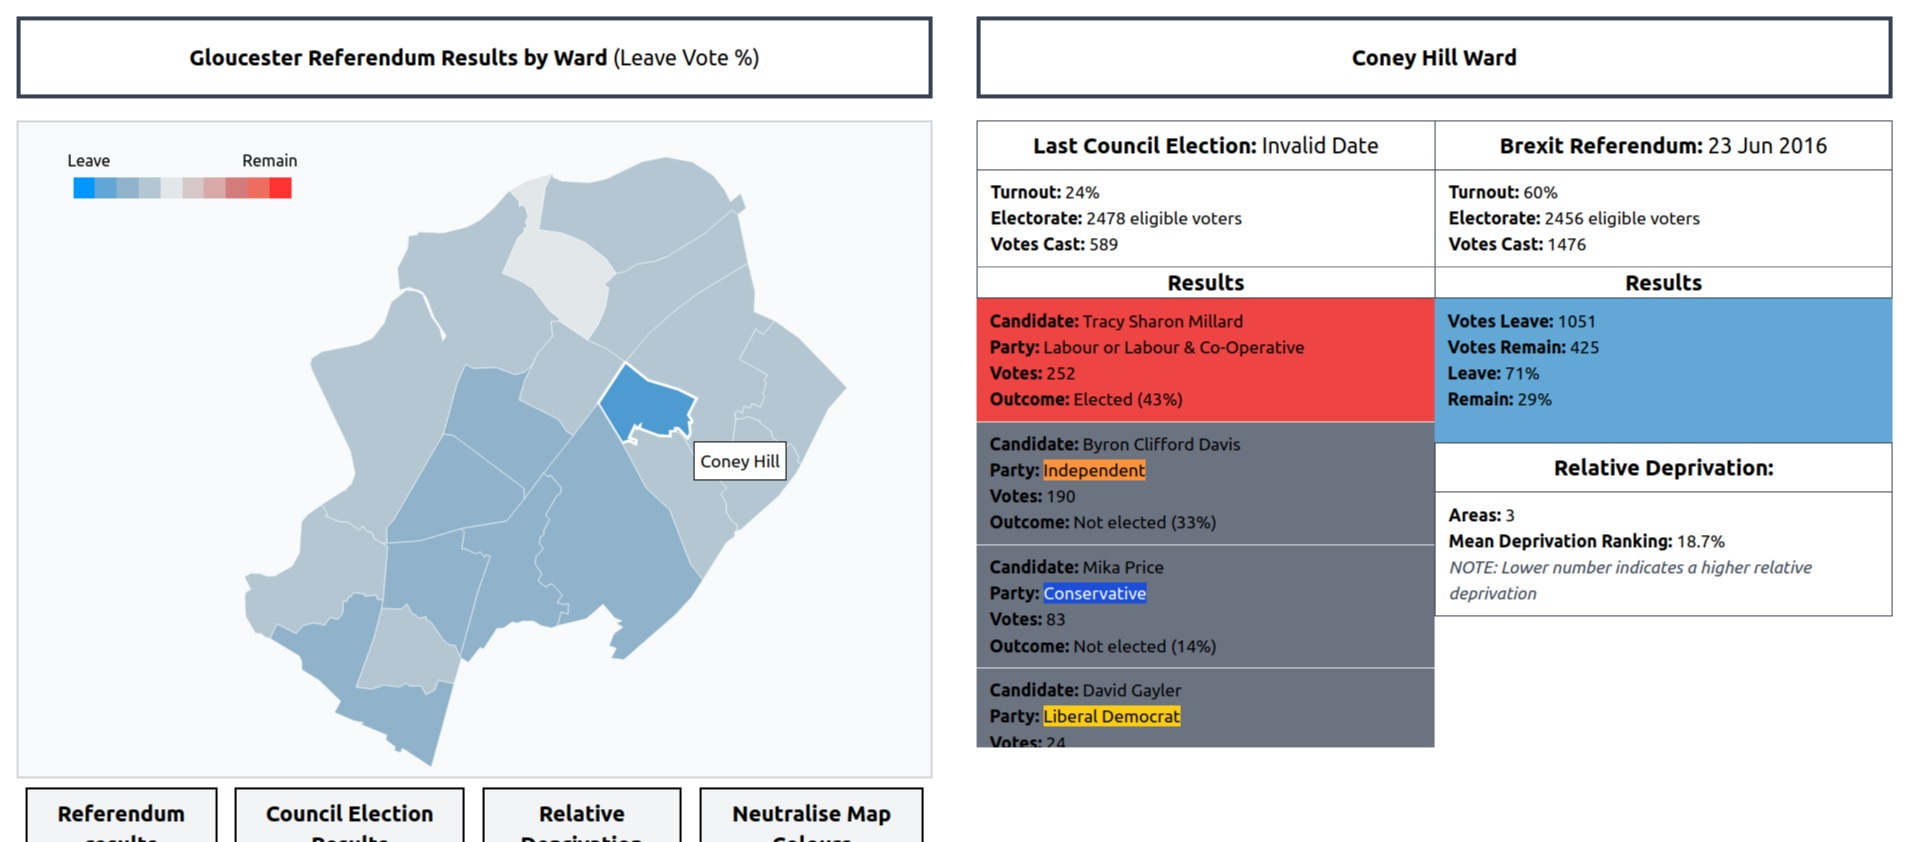 Gloucester Referendum Results by Ward (Leave Vote %)
Leave
Remain
Coney Hill
Referendum
results
Council Election
Results
Relative
Deprivation
Neutralise Map
Colours
Coney Hill Ward
Last Council Election: Invalid Date
Turnout: 24%
Electorate: 2478 eligible voters
Votes Cast: 589
Results
Candidate: Tracy Sharon Millard
Party: Labour or Labour & Co-Operative
Votes: 252
Outcome: Elected (43%)
Candidate: Byron Clifford Davis
Party: Independent
Votes: 190
Outcome: Not elected (33%)
Candidate: Mika Price
Party: Conservative
Votes: 83
Outcome: Not elected (14%)
Candidate: David Gayler
Party: Liberal Democrat
Votes: 24
Brexit Referendum: 23 Jun 2016
Turnout: 60%
Electorate: 2456 eligible voters
Votes Cast: 1476
Results
Votes Leave: 1051
Votes Remain: 425
Leave: 71%
Remain: 29%
Relative Deprivation:
Areas: 3
Mean Deprivation Ranking: 18.7%
NOTE: Lower number indicates a higher relative
deprivation